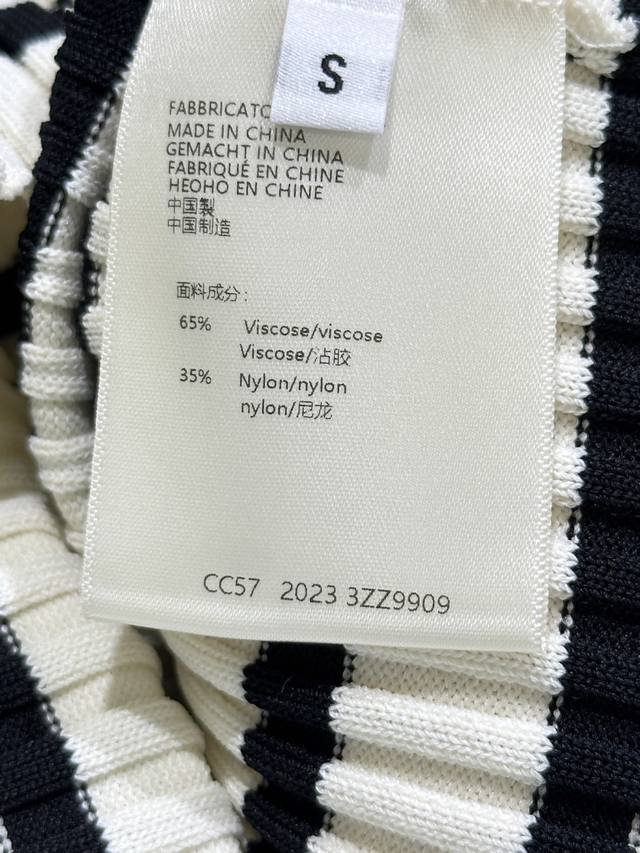 S
FABBRICATO
MADE IN CHINA
GEMACHT IN CHINA
FABRIQUÉ EN CHINE
HEOHO EN CHINE
中国製
中国制造
面料成分:
65% Viscose/viscose
Viscose/沾胶
35% Nylon/nylon
nylon/尼龙
CC57 2023 3ZZ9909